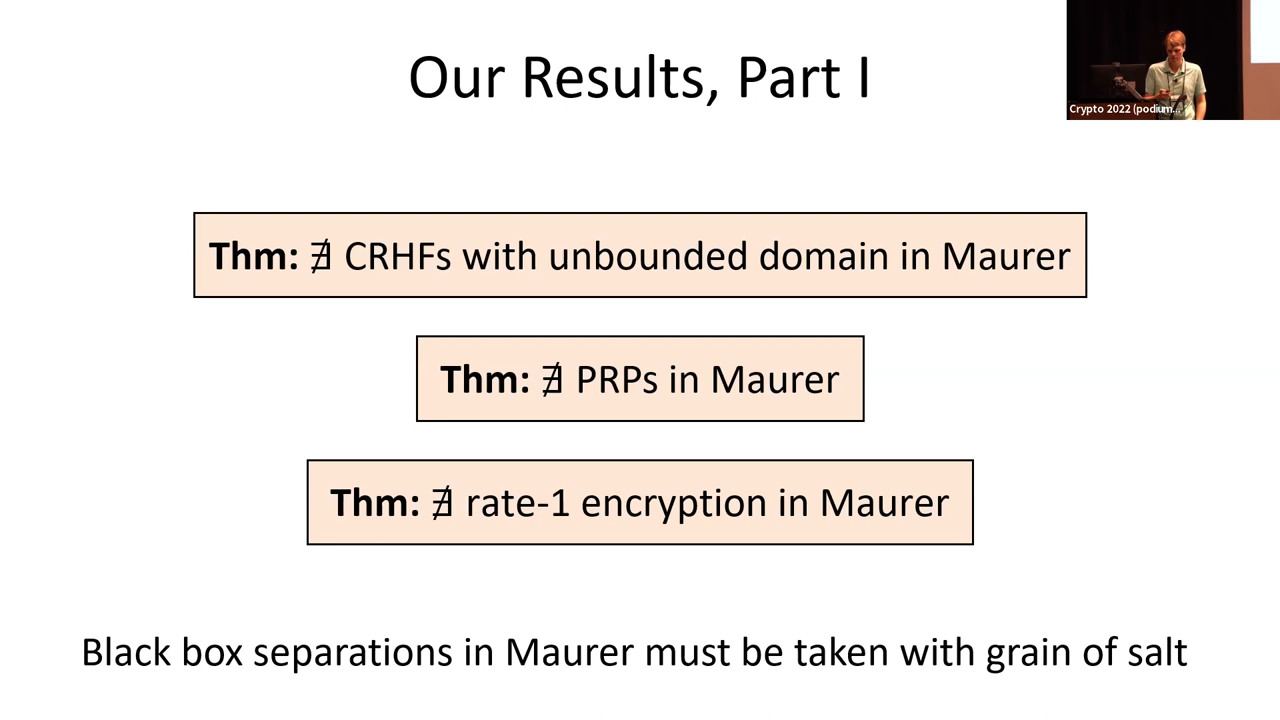 Our Results, Part I
Crypto 2022 (podium...
Thm: ∄ CRHFs with unbounded domain in Maurer
Thm: ∄ PRPs in Maurer
Thm: ∄ rate-1 encryption in Maurer
Black box separations in Maurer must be taken with grain of salt